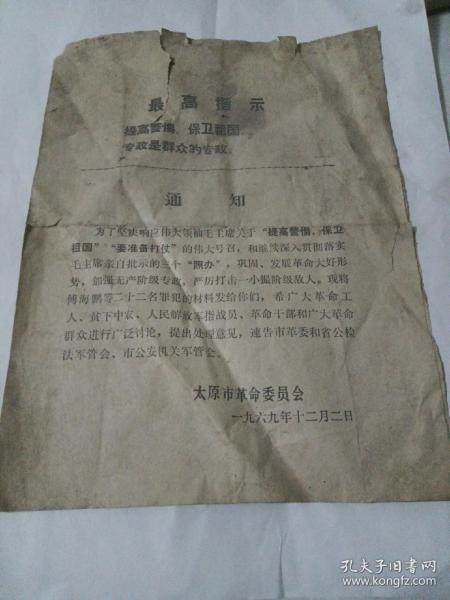 最高指示
提高警惕、保卫祖国。
专政是群众的专政。
通知
为了坚决响应伟大领袖毛主席关于“提高警惕，保卫
祖国”“要准备打仗”的伟大号召，和继续深入贯彻落实
毛主席亲自批示的三个“照办”，巩固、发展革命大好形
势，加强无产阶级专政，严厉打击一小撮阶级敌人。现将
傅海鹏等二十二名罪犯的材料发给你们，希广大革命工
人、贫下中农、人民解放军指战员、革命干部和广大革命
群众进行广泛讨论，提出处理意见，速告市革委和省公检
法军管会、市公安机关军管会。
太原市革命委员会
一九六九年十二月二日
孔夫子旧书网
www.kongfz.com